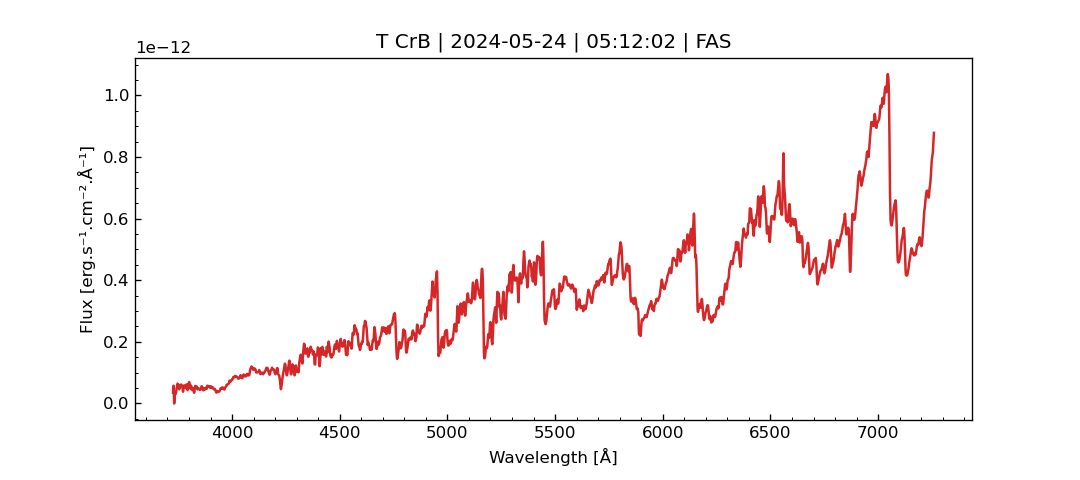 T CrB | 2024-05-24 | 05:12:02 | FAS
1e−12
1.0
0.8
0.6
0.4
0.2
0.0
Flux [erg.s⁻¹.cm⁻².Å⁻¹]
4000 4500 5000 5500 6000 6500 7000
Wavelength [Å]